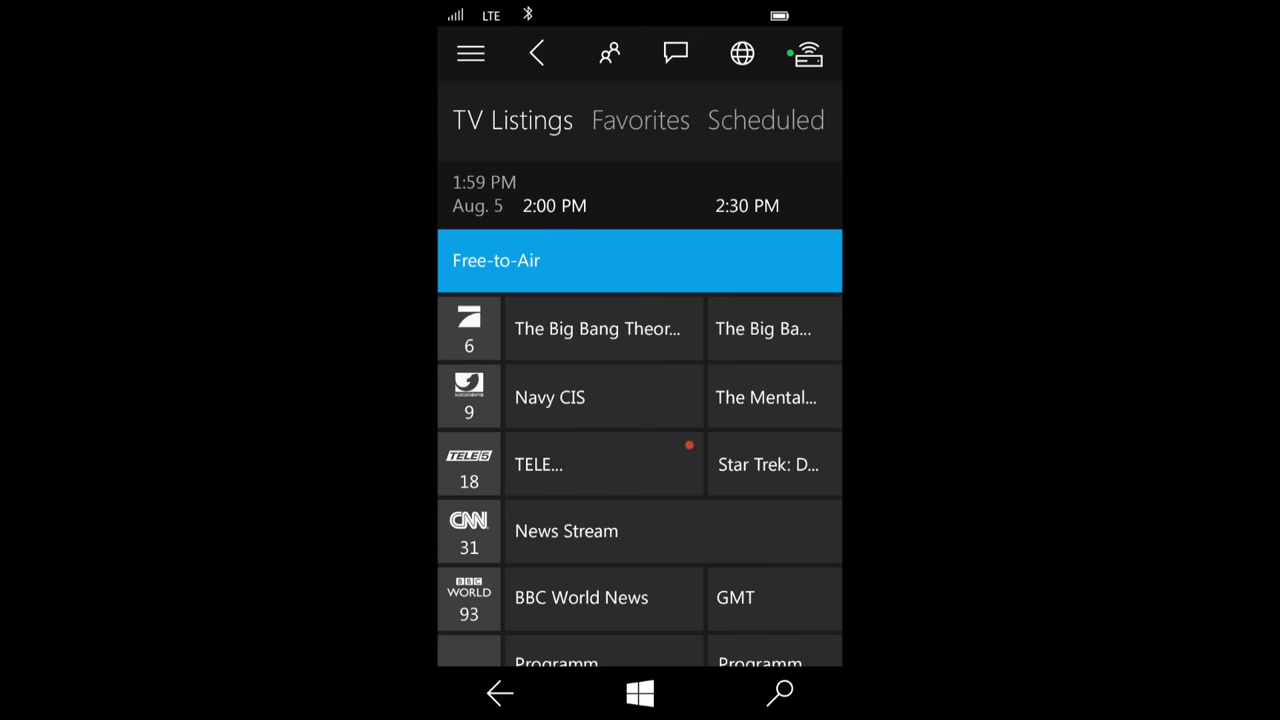 LTE
TV Listings Favorites Scheduled
1:59 PM
Aug. 5 2:00 PM 2:30 PM
Free-to-Air
6 The Big Bang Theor... The Big Ba...
9 Navy CIS The Mental...
TELE 5
18 TELE... Star Trek: D...
CNN
31 News Stream
BBC
WORLD
93 BBC World News GMT
Programm Programm